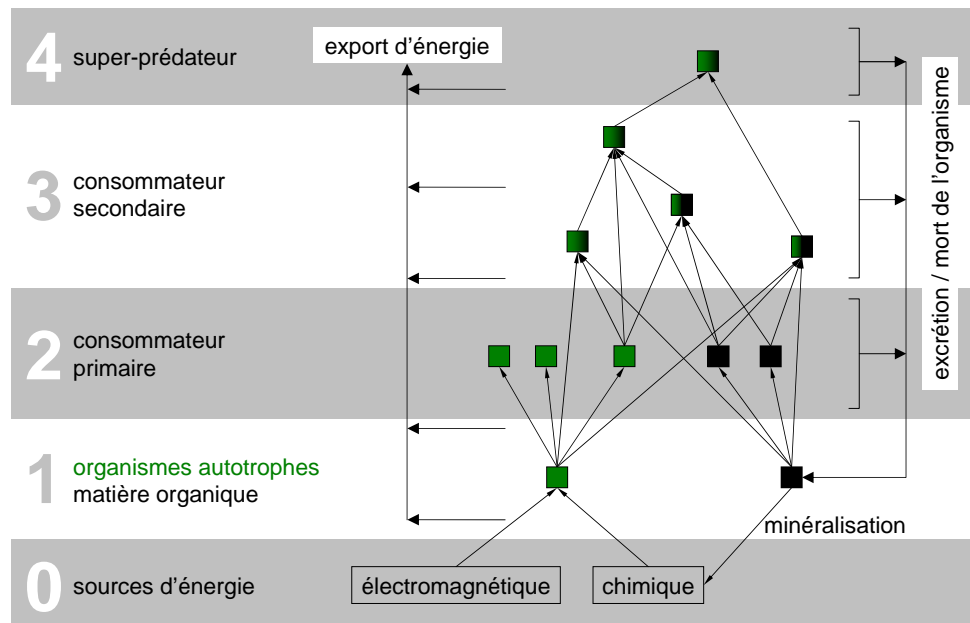 4 super-prédateur
export d'énergie
3 consommateur
secondaire
2 consommateur
primaire
1 organismes autotrophes
matière organique
minéralisation
0 sources d'énergie
électromagnétique
chimique
excrétion / mort de l'organisme